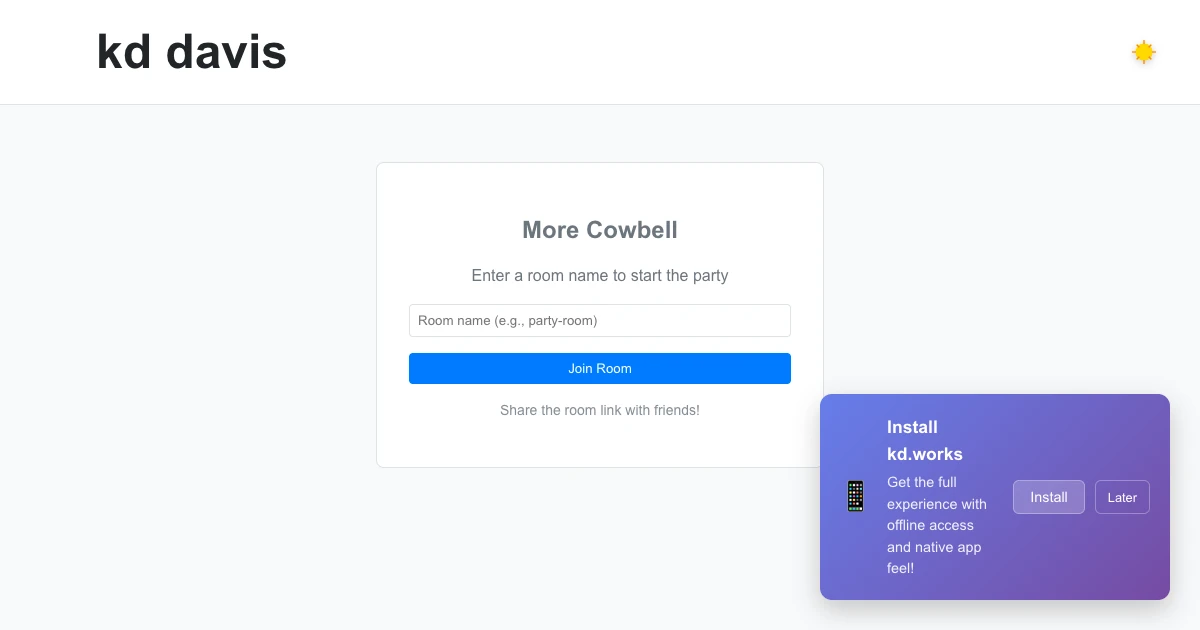 kd davis
More Cowbell
Enter a room name to start the party
Room name (e.g., party-room)
Join Room
Share the room link with friends!
Install
kd.works
Get the full
experience with
offline access
and native app
feel!
Install
Later